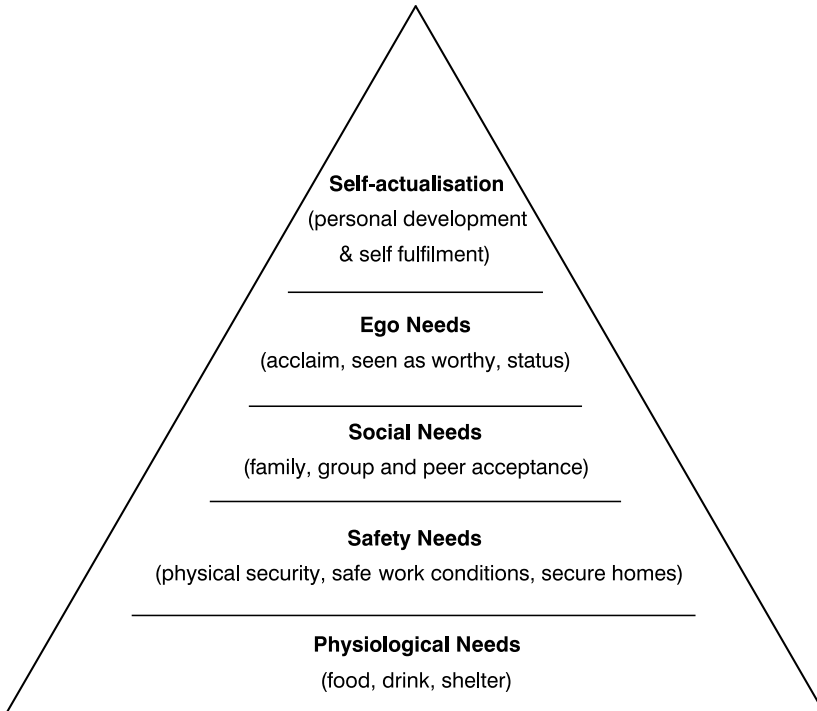 Self-actualisation
(personal development
& self fulfilment)
Ego Needs
(acclaim, seen as worthy, status)
Social Needs
(family, group and peer acceptance)
Safety Needs
(physical security, safe work conditions, secure homes)
Physiological Needs
(food, drink, shelter)